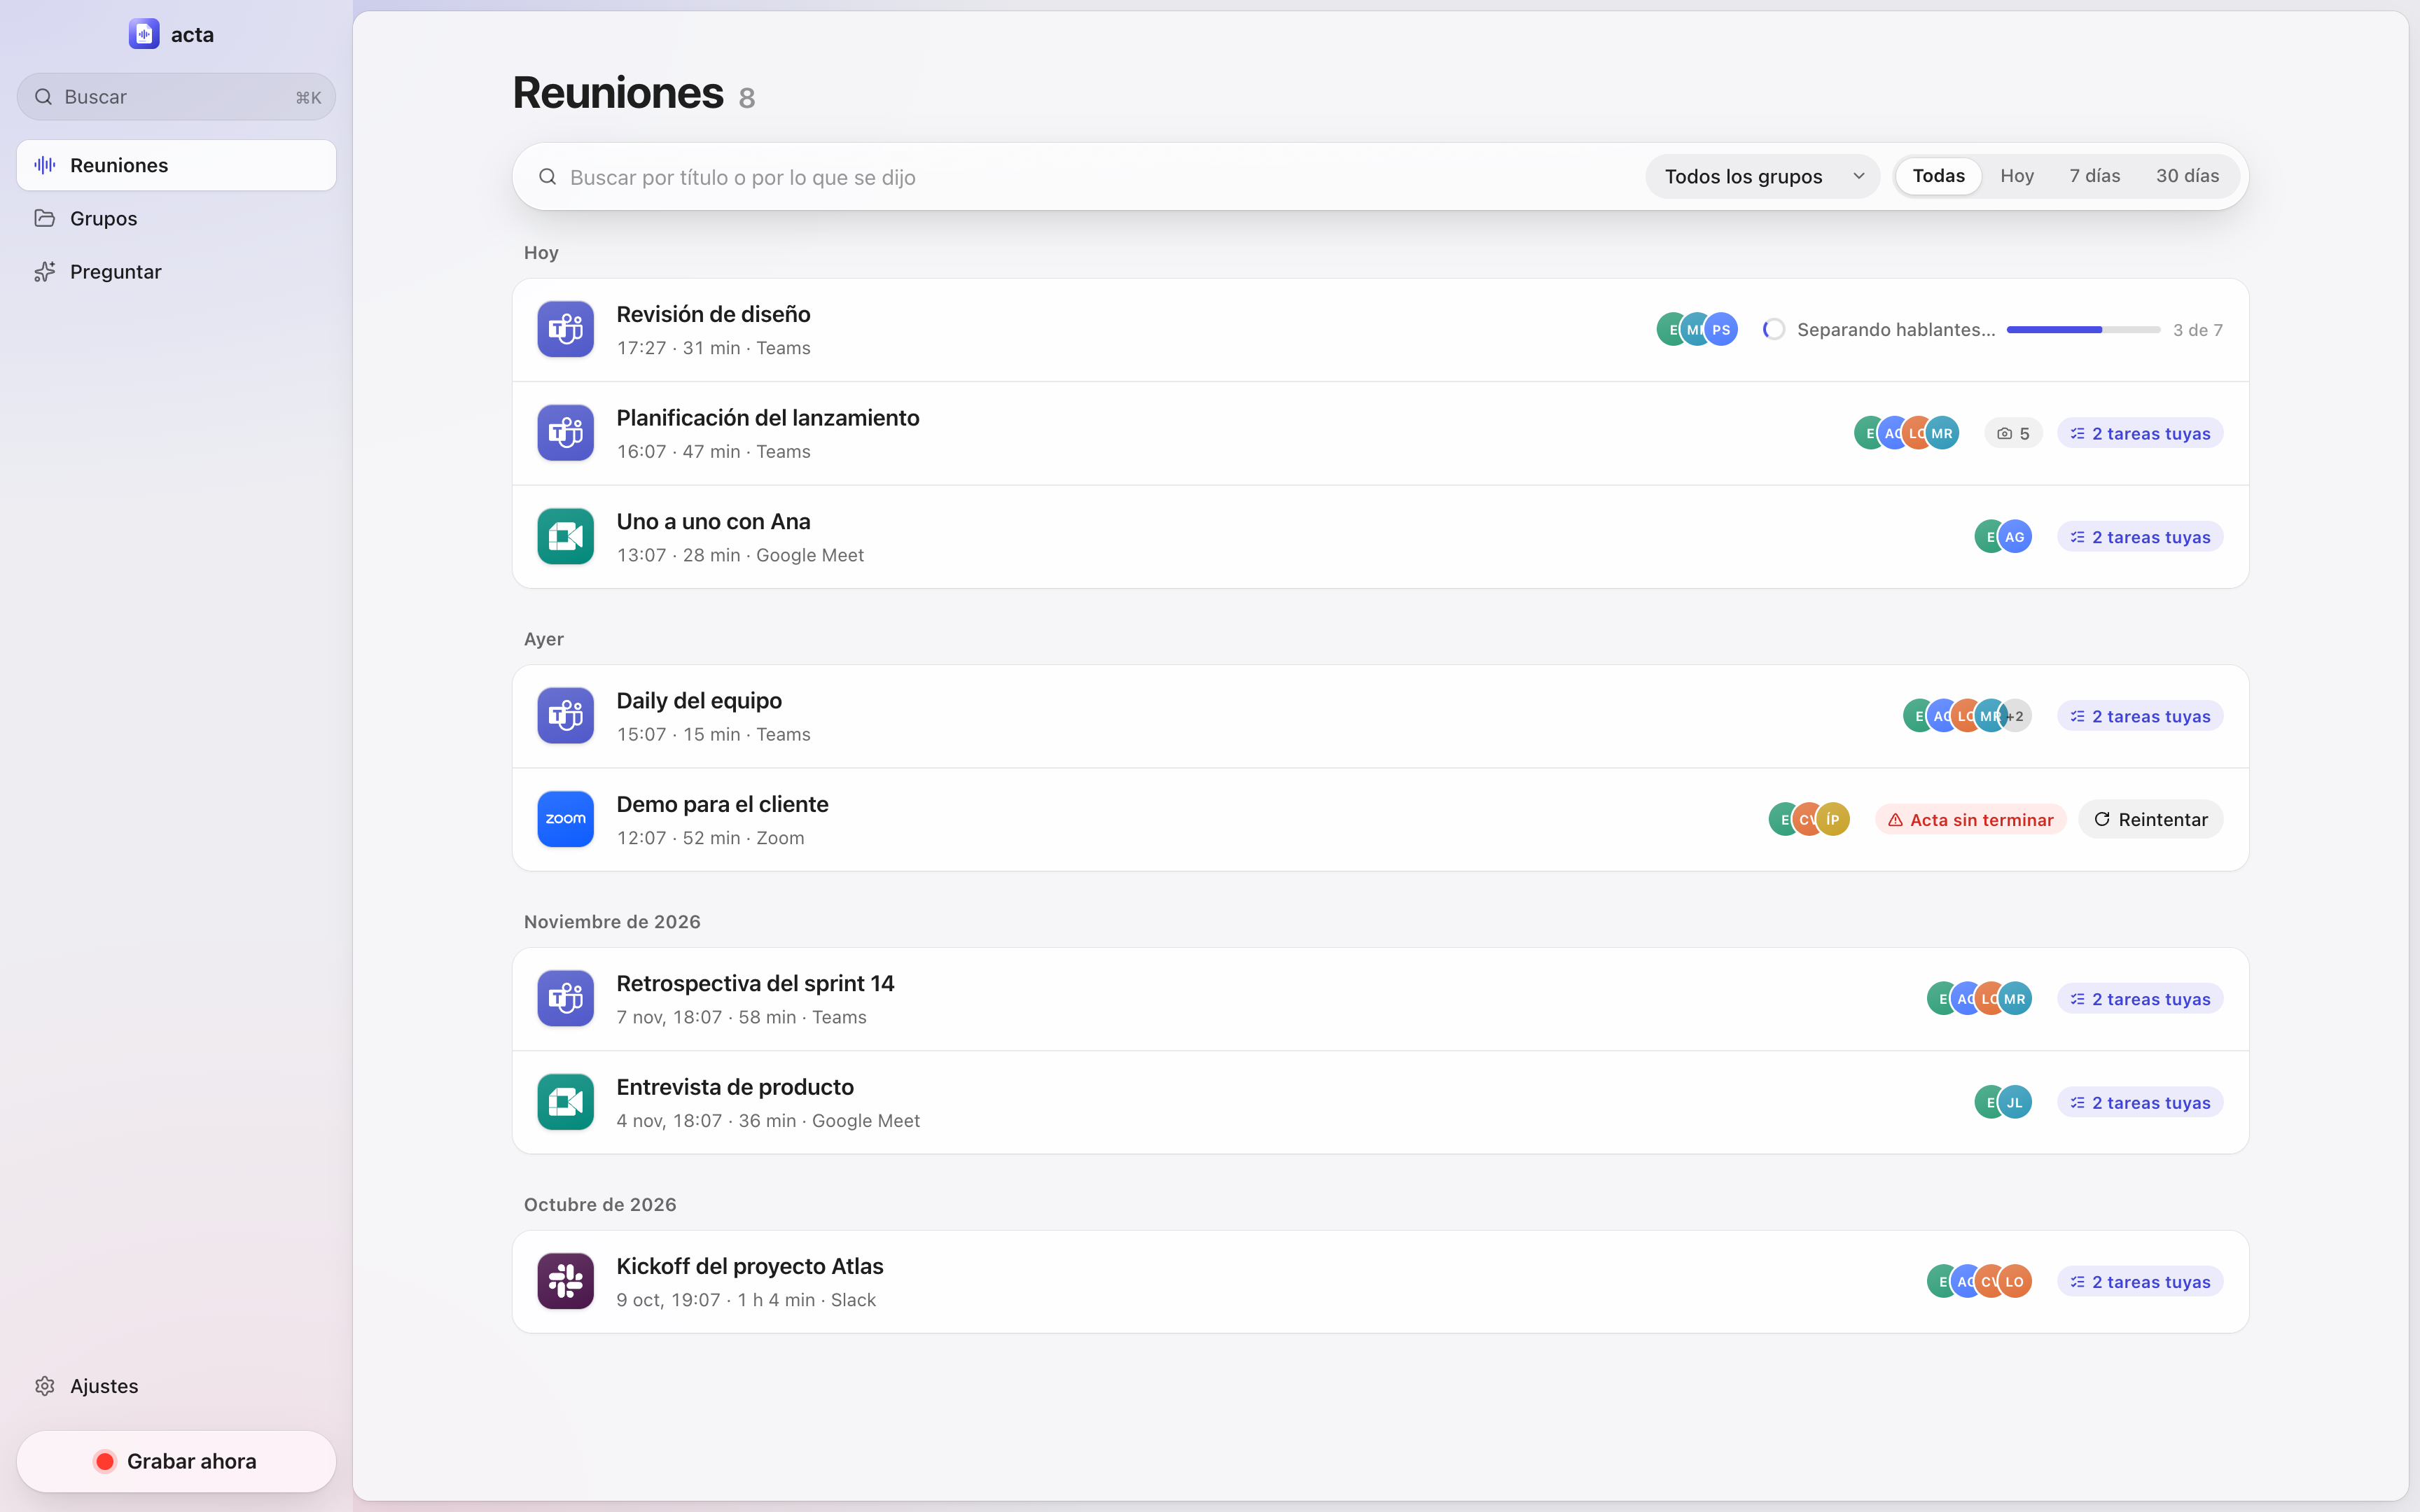 acta
Buscar ⌘K
Reuniones
Grupos
Preguntar
Ajustes
Grabar ahora
Reuniones 8
Buscar por título o por lo que se dijo
Todos los grupos
Todas Hoy 7 días 30 días
Hoy
Revisión de diseño
17:27 · 31 min · Teams
E PS
Separando hablantes... 3 de 7
Planificación del lanzamiento
16:07 · 47 min · Teams
E MR
5
2 tareas tuyas
Uno a uno con Ana
13:07 · 28 min · Google Meet
E AG
2 tareas tuyas
Ayer
Daily del equipo
15:07 · 15 min · Teams
E MR +2
2 tareas tuyas
zoom
Demo para el cliente
12:07 · 52 min · Zoom
E CV ÍP
Acta sin terminar
Reintentar
Noviembre de 2026
Retrospectiva del sprint 14
7 nov, 18:07 · 58 min · Teams
E MR
2 tareas tuyas
Entrevista de producto
4 nov, 18:07 · 36 min · Google Meet
E JL
2 tareas tuyas
Octubre de 2026
Kickoff del proyecto Atlas
9 oct, 19:07 · 1 h 4 min · Slack
E CV LO
2 tareas tuyas